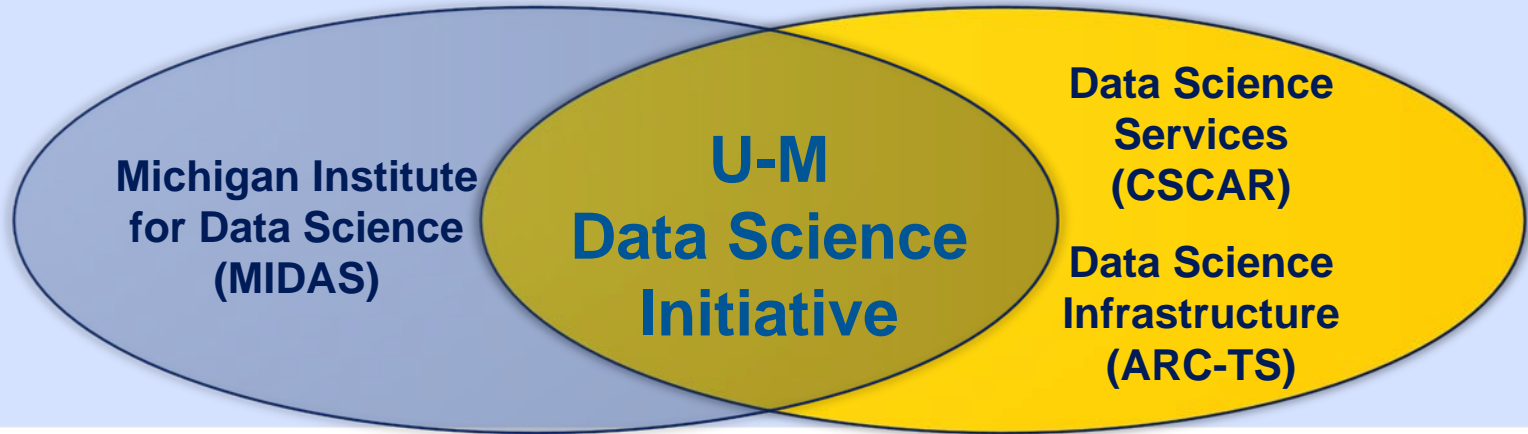 Michigan Institute
for Data Science
(MIDAS)
U-M
Data Science
Initiative
Data Science
Services
(CSCAR)
Data Science
Infrastructure
(ARC-TS)